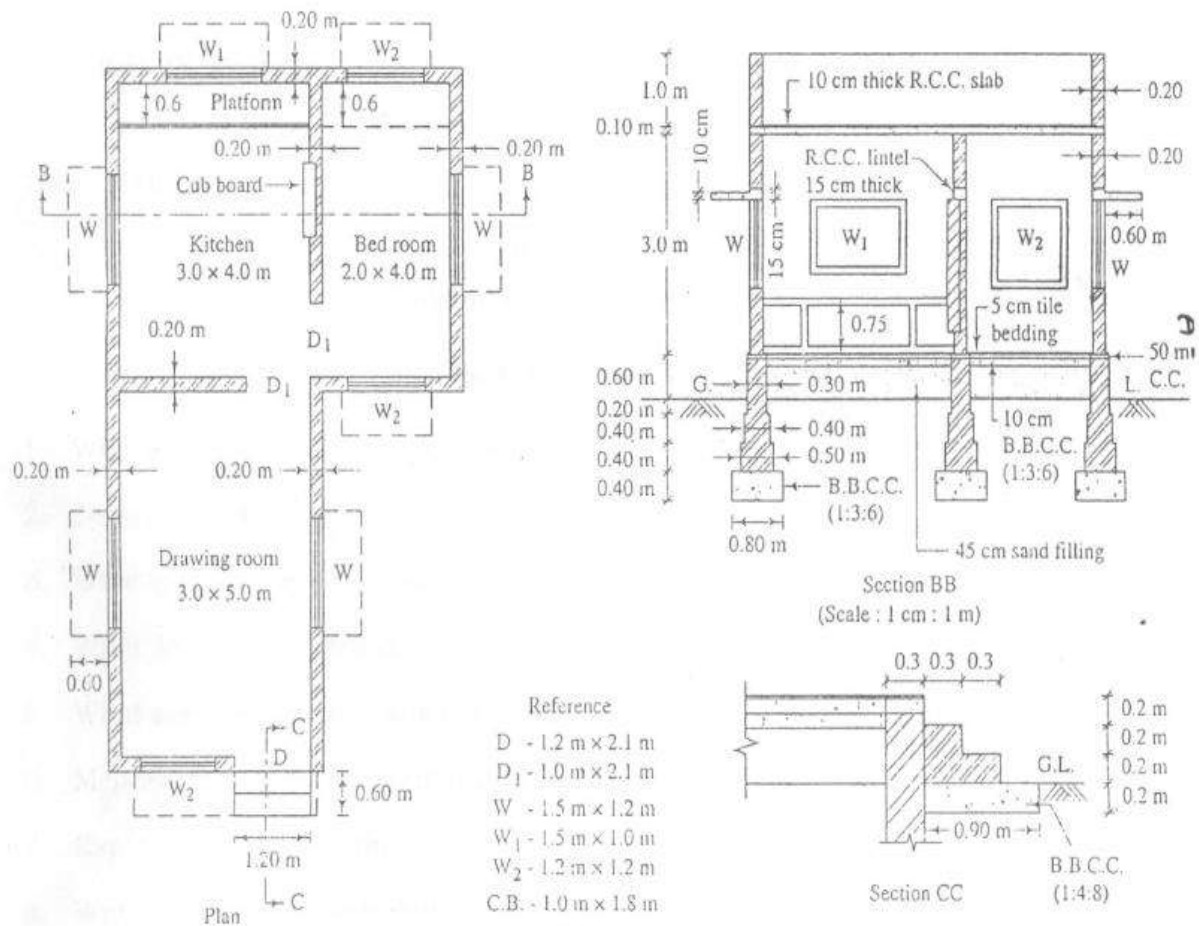 0.20 m
W1
W2
0.6
Platform
0.6
0.20 m
0.20 m
B
B
Cub board
W
Kitchen
3.0 × 4.0 m
Bed room
2.0 × 4.0 m
W
0.20 m
D1
D1
W2
0.20 m
0.20 m
W
Drawing room
3.0 × 5.0 m
W
0.60
C
D
W2
0.60 m
1.20 m
C
Plan
Reference
D - 1.2 m × 2.1 m
D1 - 1.0 m × 2.1 m
W - 1.5 m × 1.2 m
W1 - 1.5 m × 1.0 m
W2 - 1.2 m × 1.2 m
C.B. - 1.0 m × 1.8 m
1.0 m
10 cm thick R.C.C. slab
0.20
0.10 m
10 cm
R.C.C. lintel
15 cm thick
0.20
W
3.0 m
15 cm
W1
W2
0.60 m
W
0.75
5 cm tile
bedding
50 m
C.C.
0.60 m
G.
0.30 m
L.
0.20 m
0.40 m
0.40 m
10 cm
B.B.C.C.
(1:3:6)
0.40 m
0.50 m
0.40 m
B.B.C.C.
(1:3:6)
0.80 m
45 cm sand filling
Section BB
(Scale : 1 cm : 1 m)
0.3 0.3 0.3
0.2 m
0.2 m
0.2 m
G.L.
0.2 m
0.90 m
B.B.C.C.
(1:4:8)
Section CC